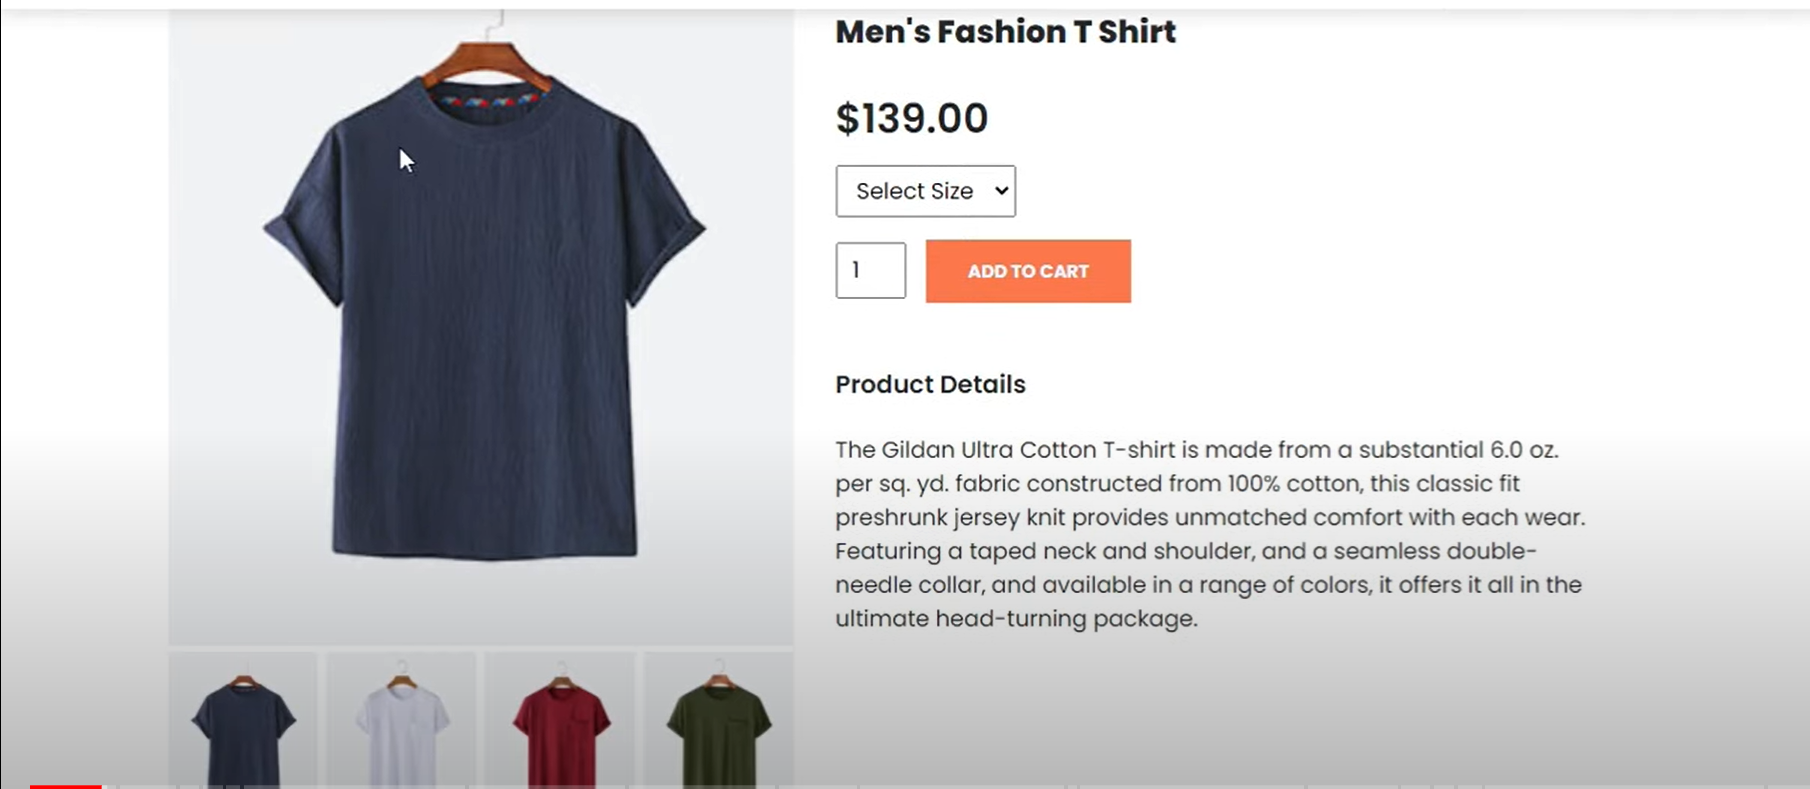 Men's Fashion T Shirt
$139.00
Select Size
1
ADD TO CART
Product Details
The Gildan Ultra Cotton T-shirt is made from a substantial 6.0 oz.
per sq. yd. fabric constructed from 100% cotton, this classic fit
preshrunk jersey knit provides unmatched comfort with each wear.
Featuring a taped neck and shoulder, and a seamless double-
needle collar, and available in a range of colors, it offers it all in the
ultimate head-turning package.